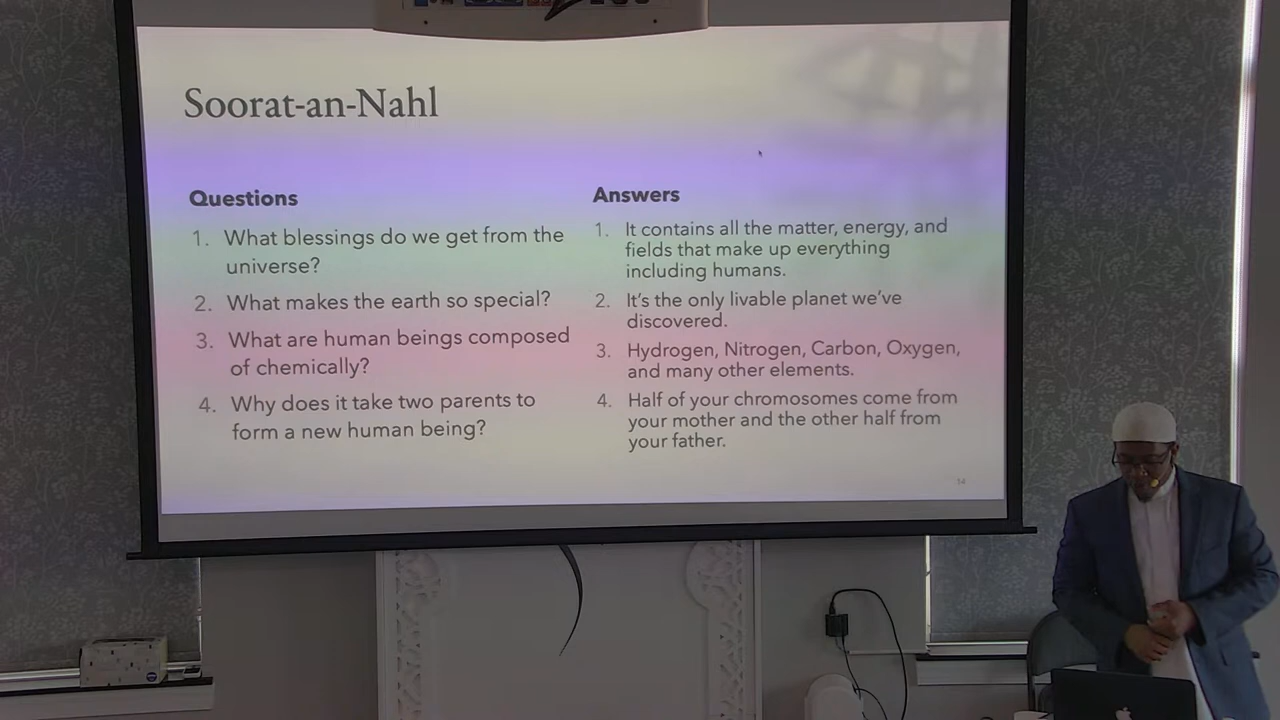 Soorat-an-Nahl
Questions
1. What blessings do we get from the
universe?
2. What makes the earth so special?
3. What are human beings composed
of chemically?
4. Why does it take two parents to
form a new human being?
Answers
1. It contains all the matter, energy, and
fields that make up everything
including humans.
2. It's the only livable planet we've
discovered.
3. Hydrogen, Nitrogen, Carbon, Oxygen,
and many other elements.
4. Half of your chromosomes come from
your mother and the other half from
your father.